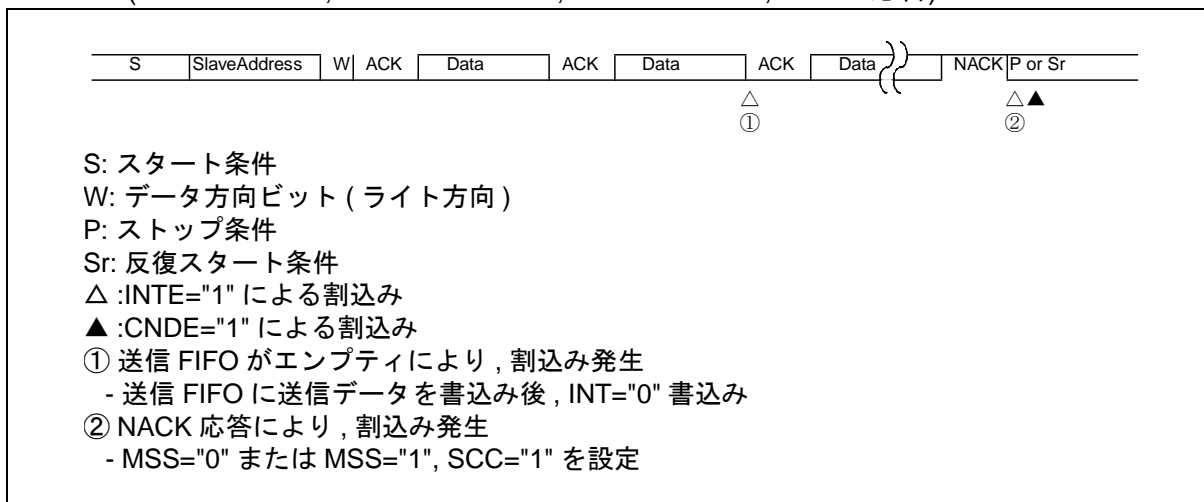 S SlaveAddress W ACK Data ACK Data ACK Data NACK P or Sr
△ △▲
① ②
S: スタート条件
W: データ方向ビット ( ライト方向 )
P: ストップ条件
Sr: 反復スタート条件
△ :INTE="1" による割込み
▲ :CNDE="1" による割込み
① 送信 FIFO がエンプティにより , 割込み発生
- 送信 FIFO に送信データを書込み後 , INT="0" 書込み
② NACK 応答により , 割込み発生
- MSS="0" または MSS="1", SCC="1" を設定